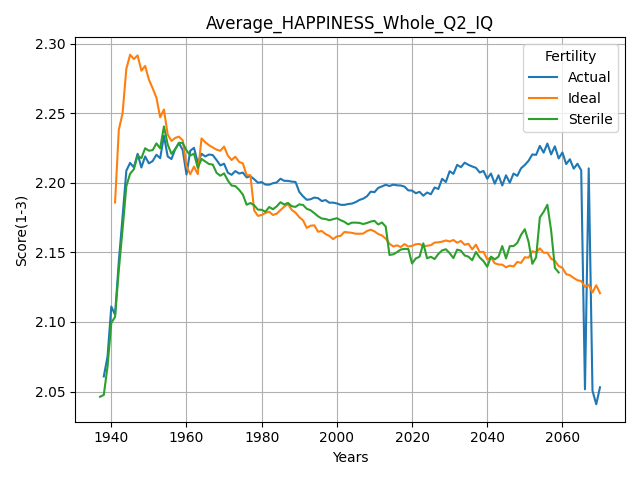 Average_HAPPINESS_Whole_Q2_IQ
Score(1-3)
2.30
2.25
2.20
2.15
2.10
2.05
Fertility
Actual
Ideal
Sterile
1940 1960 1980 2000 2020 2040 2060
Years